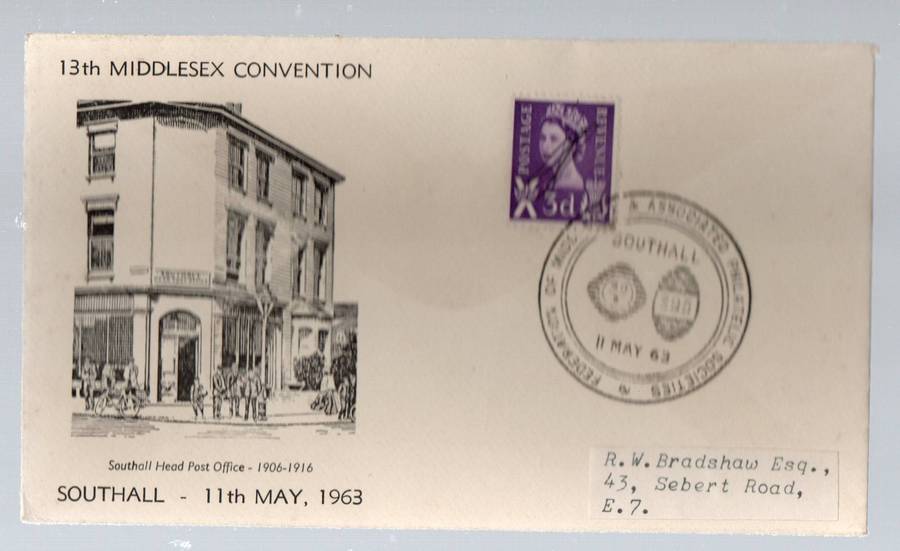 13th MIDDLESEX CONVENTION
POSTAGE
REVENUE
3d
FEDERATION OF & ASSOCIATED PHILATELIC SOCIETIES
SOUTHALL
11 MAY 63
SOUTHALL
Southall Head Post Office - 1906-1916
SOUTHALL - 11th MAY, 1963
R.W.Bradshaw Esq.,
43, Sebert Road,
E.7.